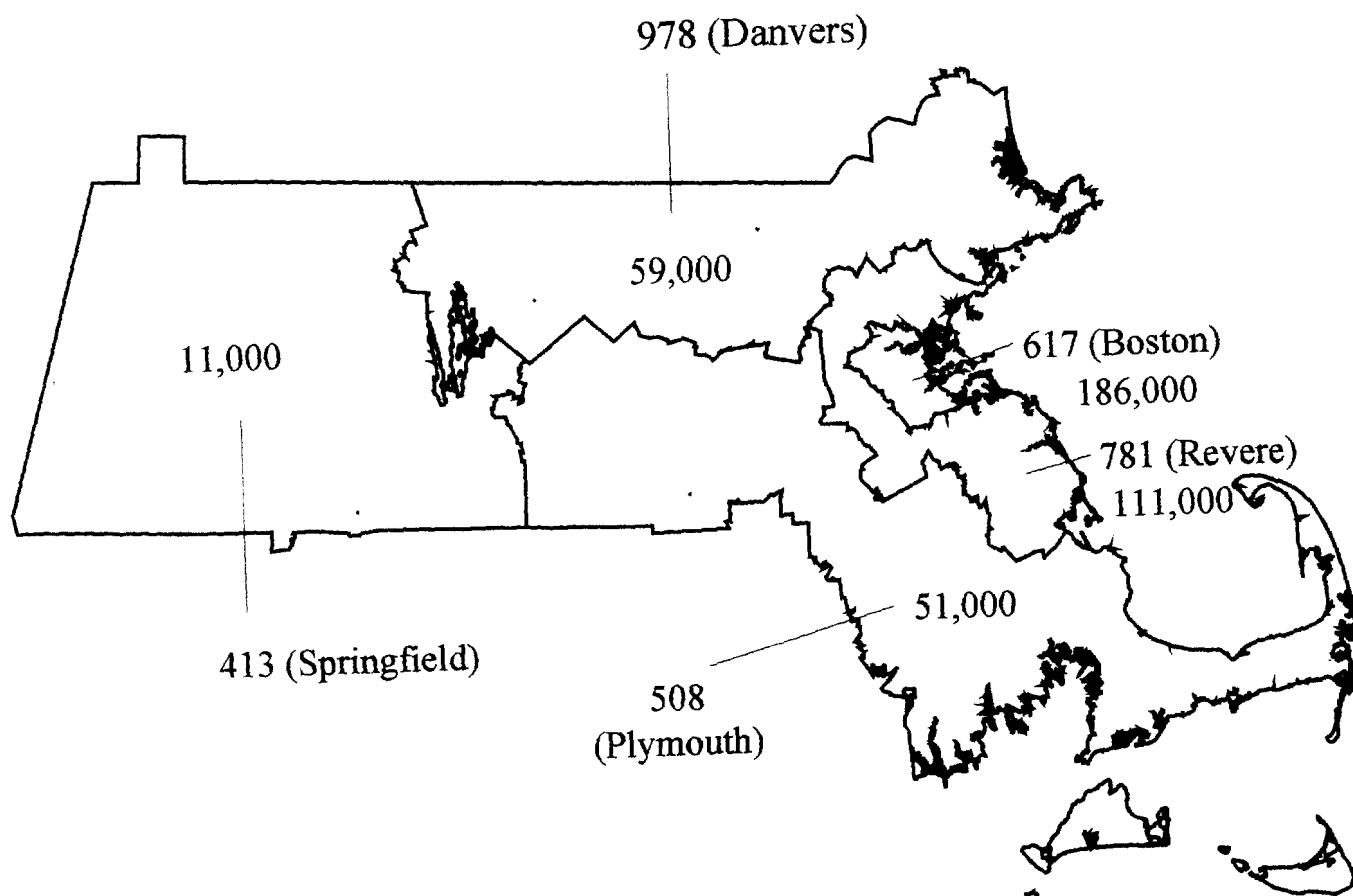 978 (Danvers)
59,000
11,000
617 (Boston)
186,000
781 (Revere)
111,000
51,000
413 (Springfield)
508
(Plymouth)